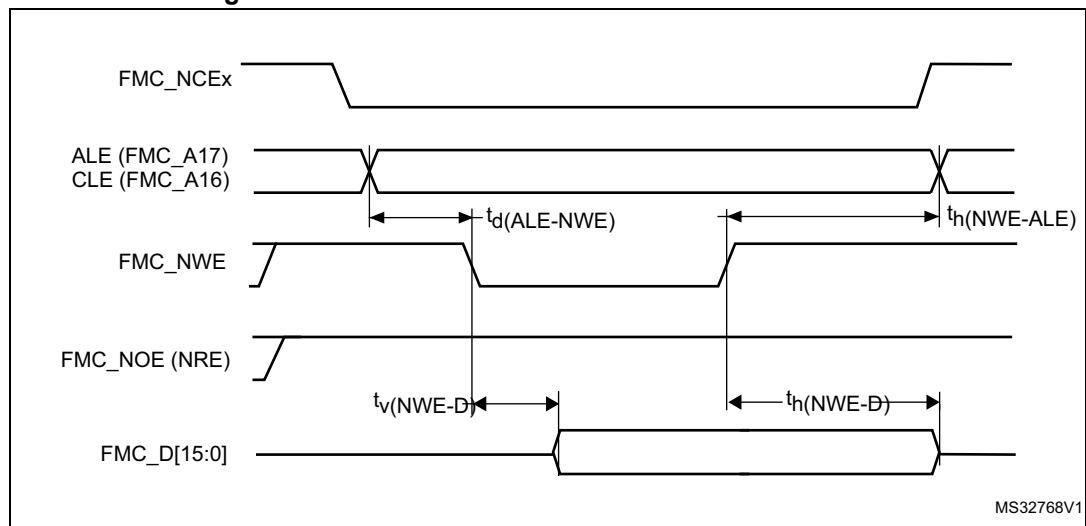 FMC_NCEx
ALE (FMC_A17)
CLE (FMC_A16)
td(ALE-NWE)
th(NWE-ALE)
FMC_NWE
FMC_NOE (NRE)
tv(NWE-D)
th(NWE-D)
FMC_D[15:0]
MS32768V1